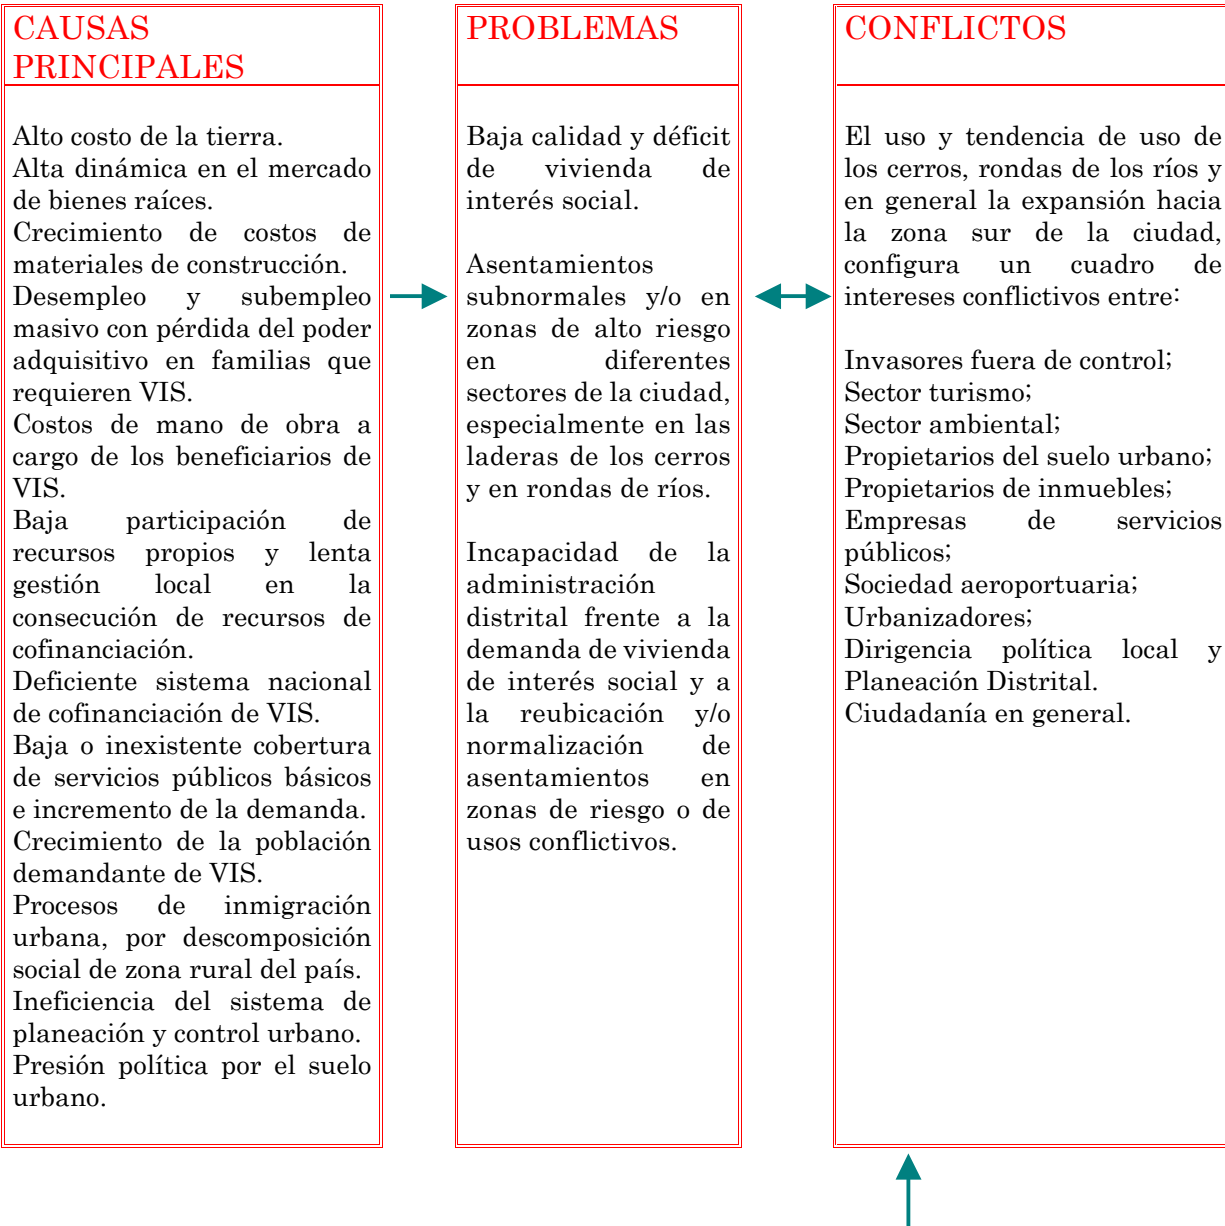 CAUSAS
PRINCIPALES
Alto costo de la tierra.
Alta dinámica en el mercado
de bienes raíces.
Crecimiento de costos de
materiales de construcción.
Desempleo y subempleo
masivo con pérdida del poder
adquisitivo en familias que
requieren VIS.
Costos de mano de obra a
cargo de los beneficiarios de
VIS.
Baja participación de
recursos propios y lenta
gestión local en la
consecución de recursos de
cofinanciación.
Deficiente sistema nacional
de cofinanciación de VIS.
Baja o inexistente cobertura
de servicios públicos básicos
e incremento de la demanda.
Crecimiento de la población
demandante de VIS.
Procesos de inmigración
urbana, por descomposición
social de zona rural del país.
Ineficiencia del sistema de
planeación y control urbano.
Presión política por el suelo
urbano.
PROBLEMAS
Baja calidad y déficit
de vivienda de
interés social.
Asentamientos
subnormales y/o en
zonas de alto riesgo
en diferentes
sectores de la ciudad,
especialmente en las
laderas de los cerros
y en rondas de ríos.
Incapacidad de la
administración
distrital frente a la
demanda de vivienda
de interés social y a
la reubicación y/o
normalización de
asentamientos en
zonas de riesgo o de
usos conflictivos.
CONFLICTOS
El uso y tendencia de uso de
los cerros, rondas de los ríos y
en general la expansión hacia
la zona sur de la ciudad,
configura un cuadro de
intereses conflictivos entre:
Invasores fuera de control;
Sector turismo;
Sector ambiental;
Propietarios del suelo urbano;
Propietarios de inmuebles;
Empresas de servicios
públicos;
Sociedad aeroportuaria;
Urbanizadores;
Dirigencia política local y
Planeación Distrital.
Ciudadanía en general.